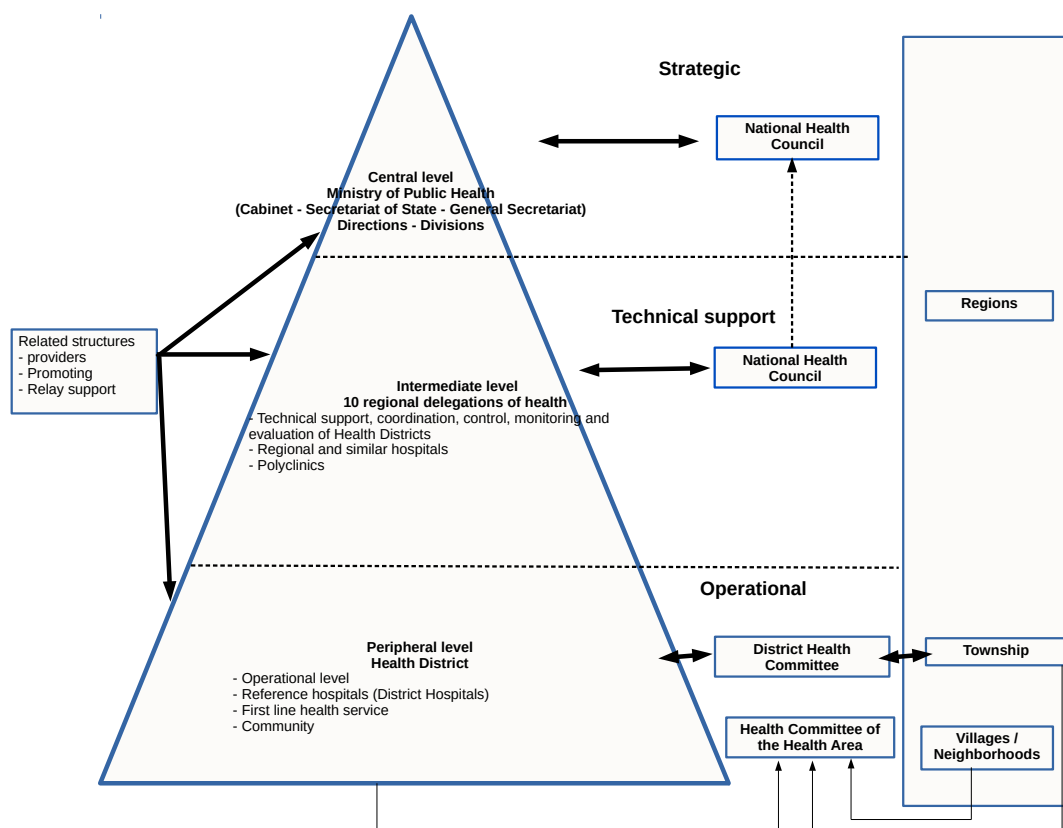 Strategic
National Health
Council
Central level
Ministry of Public Health
(Cabinet - Secretariat of State - General Secretariat)
Directions - Divisions
Regions
Technical support
Related structures
- providers
- Promoting
- Relay support
National Health
Council
Intermediate level
10 regional delegations of health
- Technical support, coordination, control, monitoring and
evaluation of Health Districts
- Regional and similar hospitals
- Polyclinics
Operational
Peripheral level
Health District
- Operational level
- Reference hospitals (District Hospitals)
- First line health service
- Community
District Health
Committee
Township
Health Committee of
the Health Area
Villages /
Neighborhoods